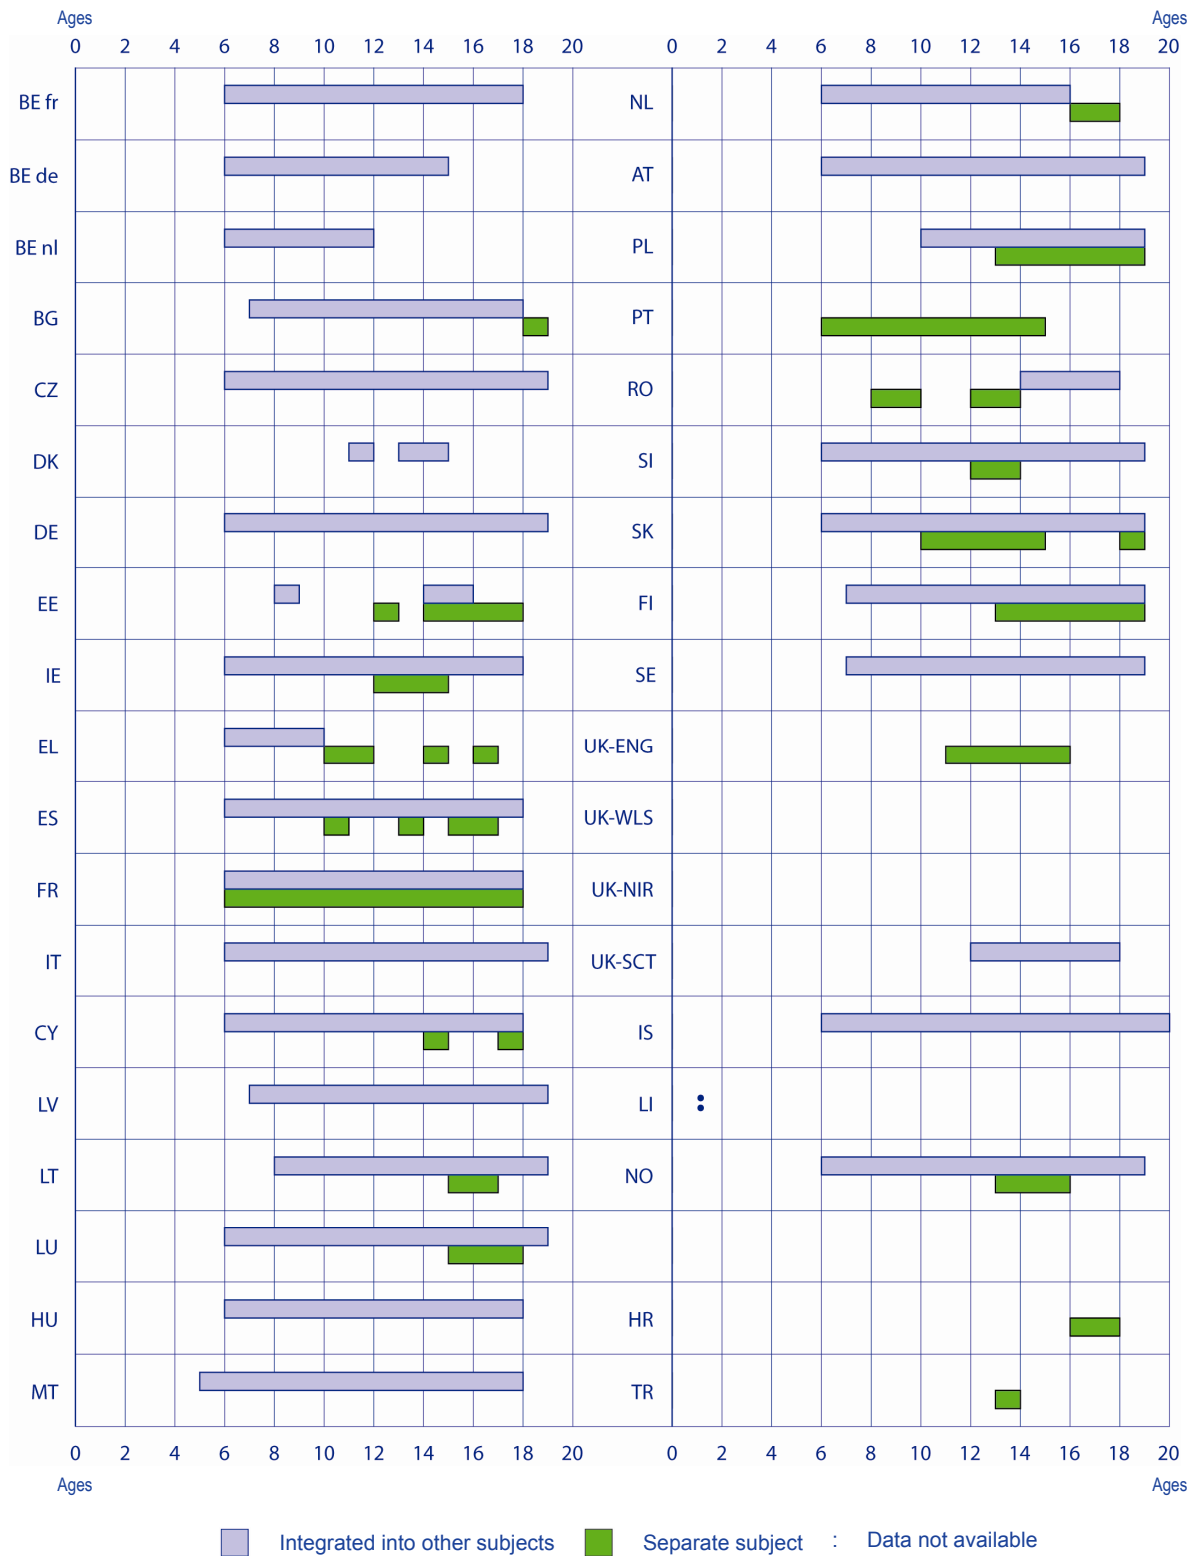 Ages Ages
0 2 4 6 8 10 12 14 16 18 20 0 2 4 6 8 10 12 14 16 18 20
BE fr NL
BE de AT
BE nl PL
BG PT
CZ RO
DK SI
DE SK
EE FI
IE SE
EL UK-ENG
ES UK-WLS
FR UK-NIR
IT UK-SCT
CY IS
LV LI :
LT NO
LU
HU HR
MT TR
0 2 4 6 8 10 12 14 16 18 20 0 2 4 6 8 10 12 14 16 18 20
Ages Ages
Integrated into other subjects Separate subject : Data not available